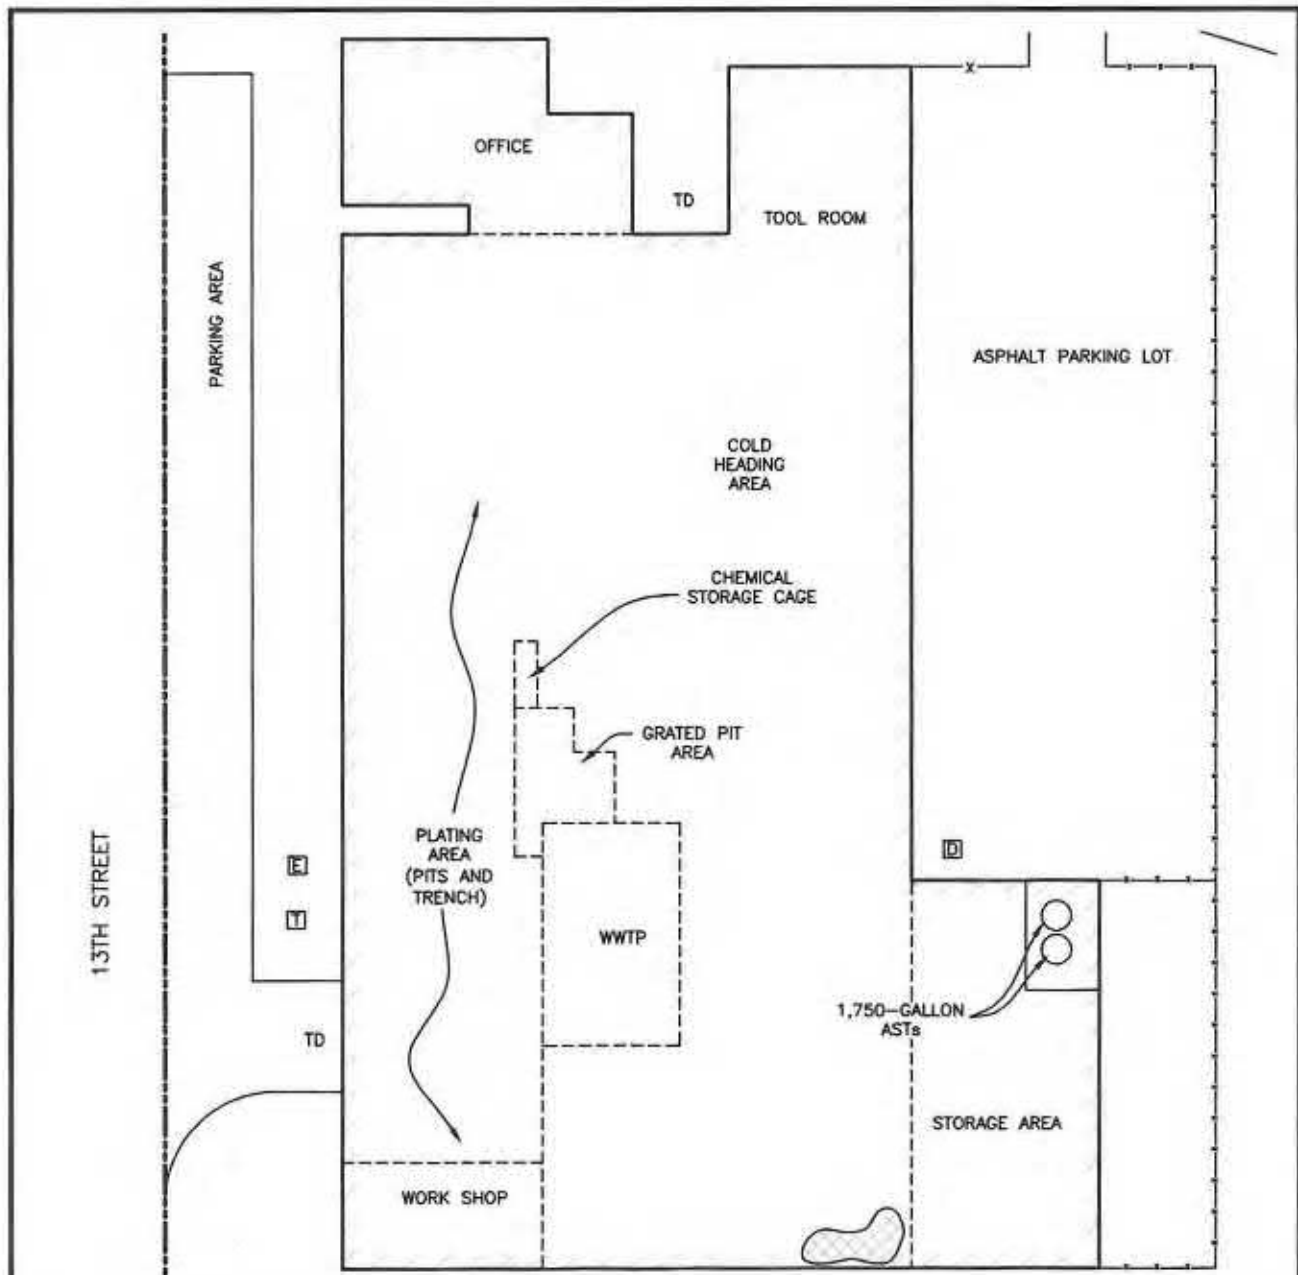 OFFICE
TD
TOOL ROOM
PARKING AREA
ASPHALT PARKING LOT
COLD
HEADING
AREA
CHEMICAL
STORAGE CAGE
GRATED PIT
AREA
PLATING
AREA
(PITS AND
TRENCH)
13TH STREET
E
T
D
WWTP
1,750-GALLON
ASTs
TD
STORAGE AREA
WORK SHOP